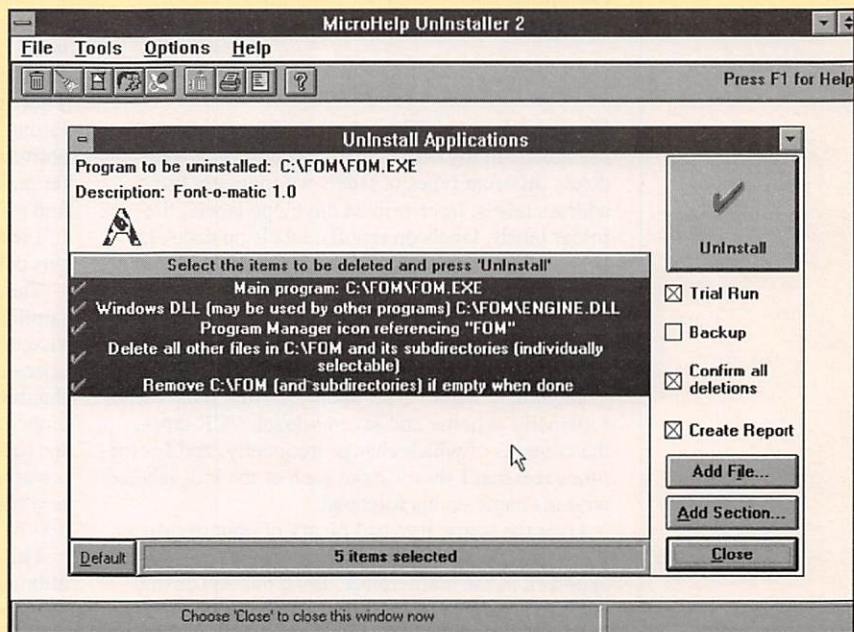 MicroHelp UnInstaller 2
File Tools Options Help
Press F1 for Help
UnInstall Applications
Program to be uninstalled: C:\FOM\FOM.EXE
Description: Font-o-matic 1.0
A
Select the items to be deleted and press 'UnInstall'
Main program: C:\FOM\FOM.EXE
Windows DLL (may be used by other programs) C:\FOM\ENGINE.DLL
Program Manager icon referencing "FOM"
Delete all other files in C:\FOM and its subdirectories (individually
selectable)
Remove C:\FOM (and subdirectories) if empty when done
UnInstall
Trial Run
Backup
Confirm all
deletions
Create Report
Add File...
Add Section...
Close
Default
5 items selected
Choose 'Close' to close this window now